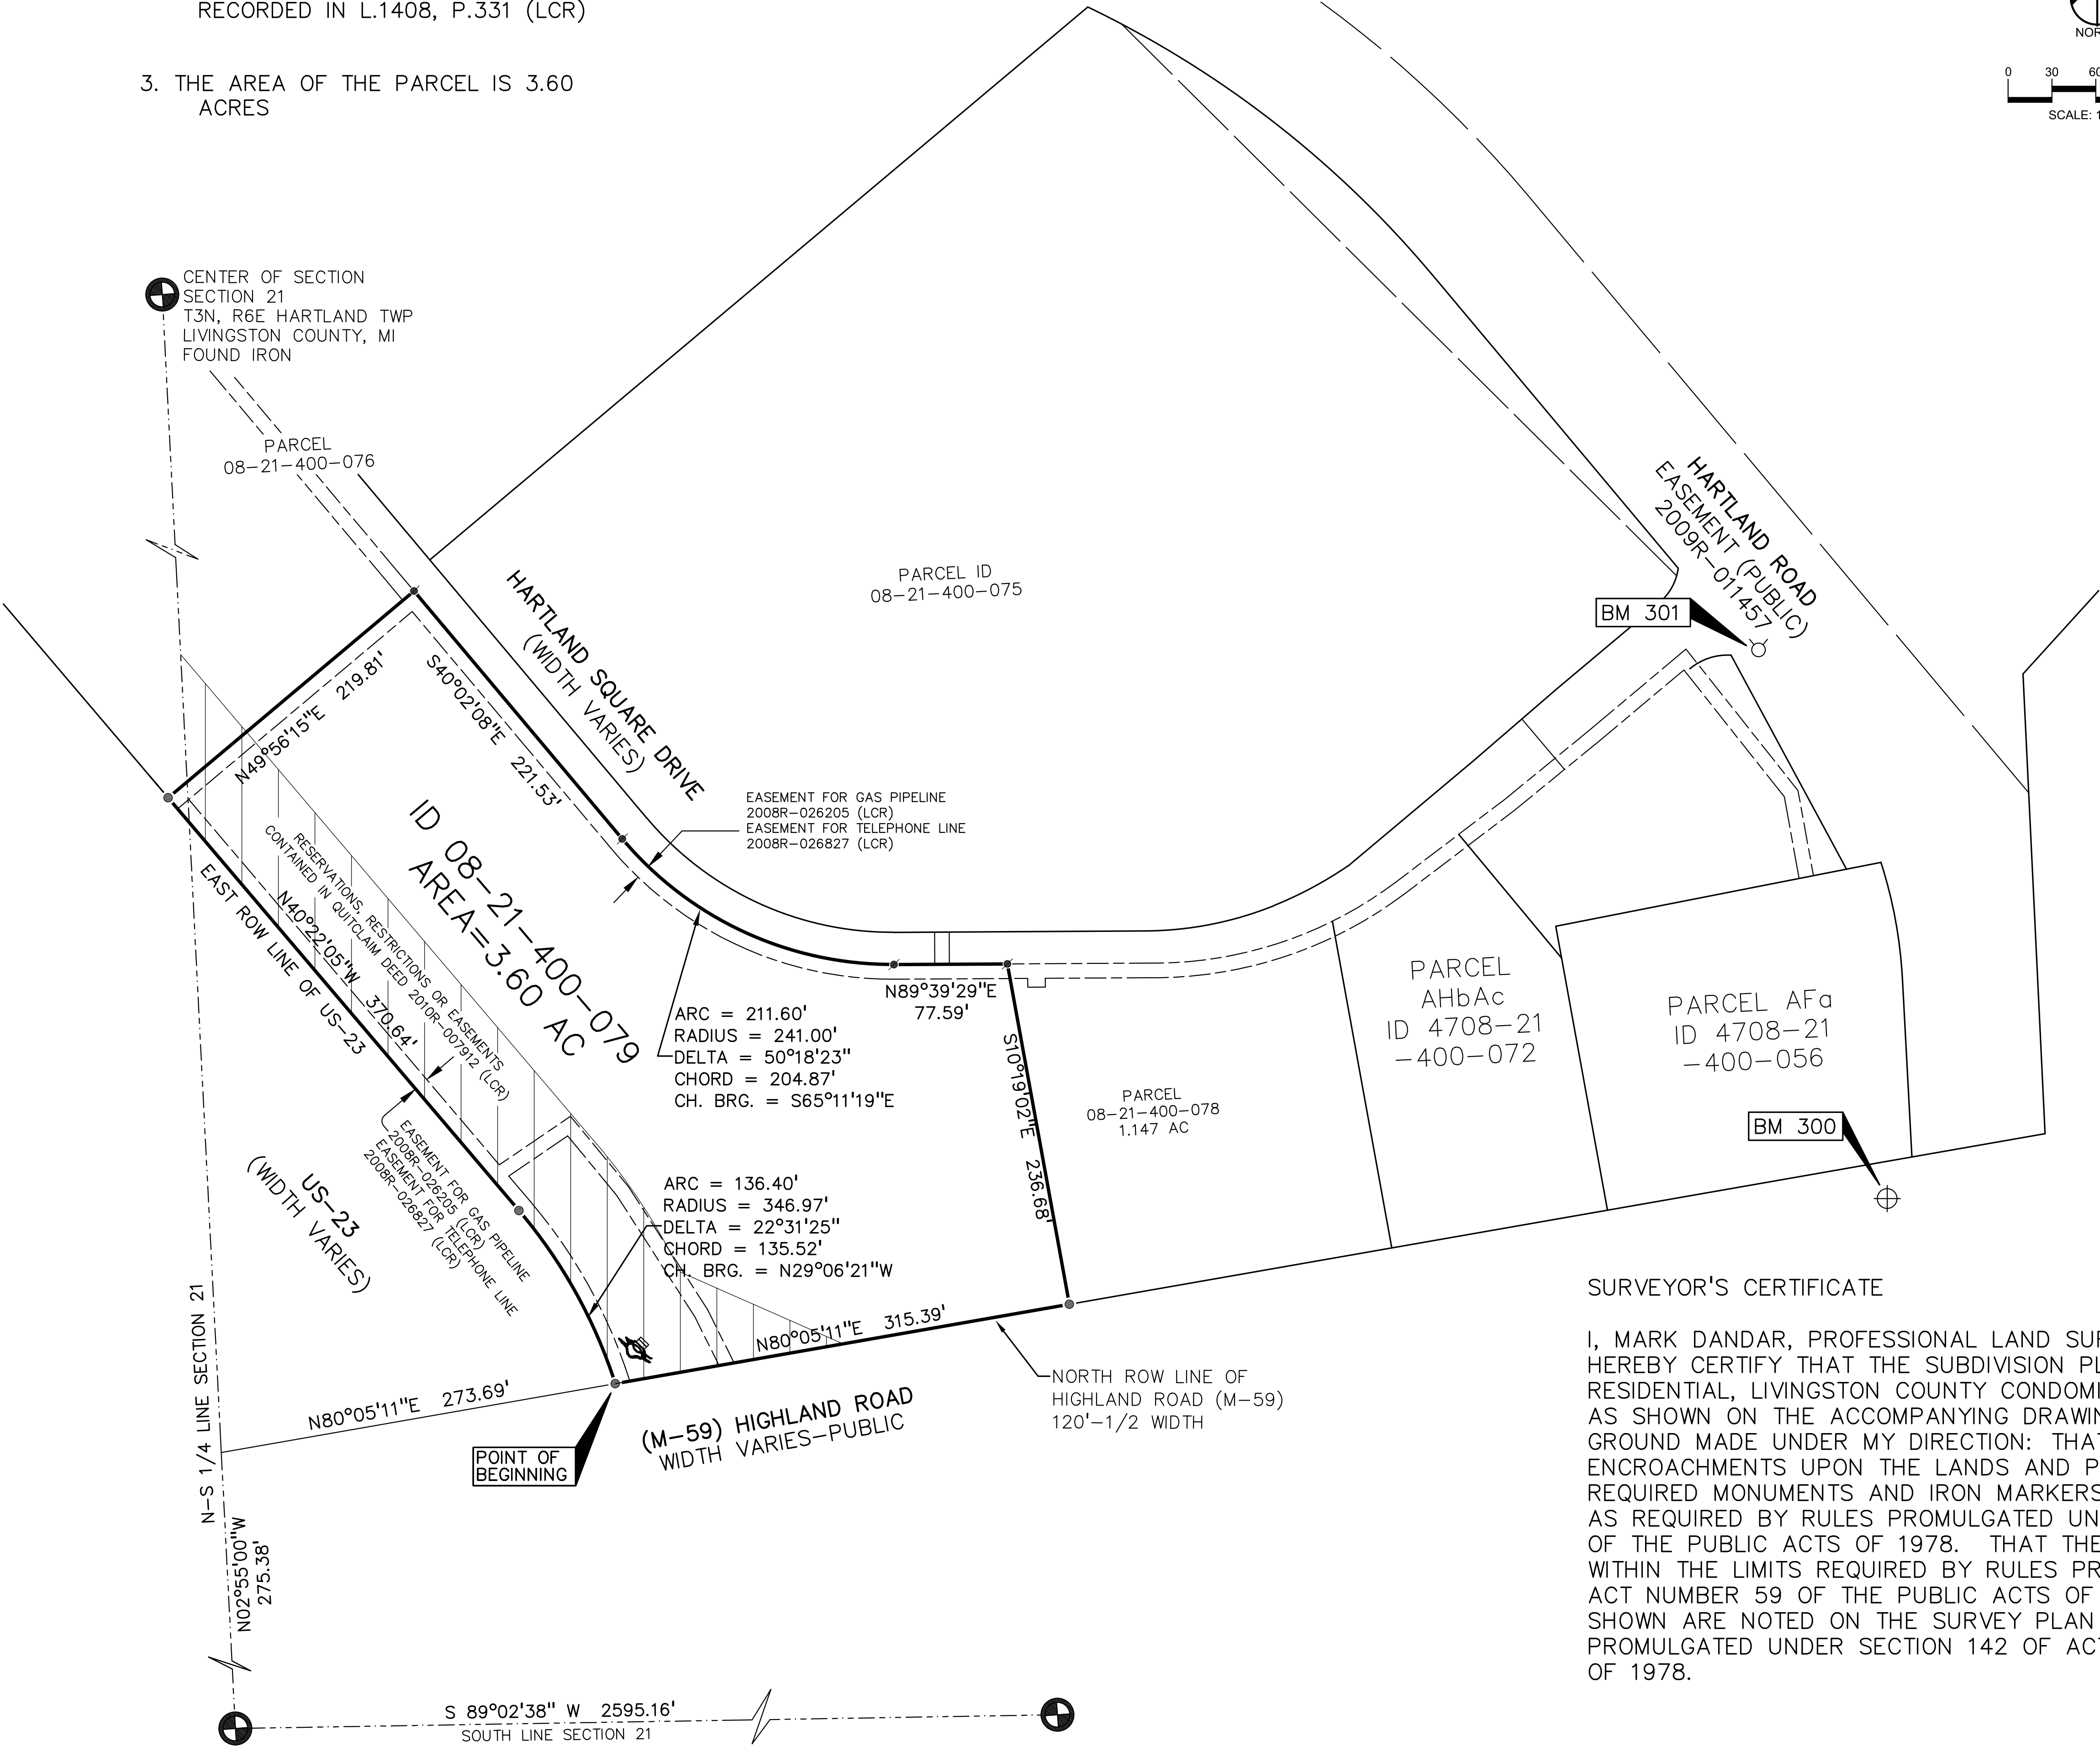 RECORDED IN L.1408, P.331 (LCR)
3. THE AREA OF THE PARCEL IS 3.60
ACRES
0 30
SCALE: 1
CENTER OF SECTION
SECTION 21
T3N, R6E HARTLAND TWP
LIVINGSTON COUNTY, MI
FOUND IRON
PARCEL
08-21-400-076
HARTLAND SQUARE DRIVE
(WIDTH VARIES)
PARCEL ID
08-21-400-075
HARTLAND ROAD
EASEMENT (PUBLIC)
2009R-011457
BM 301
N49°56'15"E 219.81'
S40°02'08"E 221.53'
EASEMENT FOR GAS PIPELINE
2008R-026205 (LCR)
EASEMENT FOR TELEPHONE LINE
2008R-026827 (LCR)
ID 08-21-400-079
AREA=3.60 AC
RESERVATIONS, RESTRICTIONS OR EASEMENTS
CONTAINED IN QUITCLAIM DEED 2010R-007912 (LCR)
N40°22'05"W 370.64'
EAST ROW LINE OF US-23
ARC = 211.60'
RADIUS = 241.00'
DELTA = 50°18'23"
CHORD = 204.87'
CH. BRG. = S65°11'19"E
N89°39'29"E
77.59'
S10°19'02"E 236.68'
PARCEL
08-21-400-078
1.147 AC
PARCEL
AHbAc
ID 4708-21
-400-072
PARCEL AFa
ID 4708-21
-400-056
BM 300
EASEMENT FOR GAS PIPELINE
2008R-026205 (LCR)
EASEMENT FOR TELEPHONE LINE
2008R-026827 (LCR)
US-23
(WIDTH VARIES)
ARC = 136.40'
RADIUS = 346.97'
DELTA = 22°31'25"
CHORD = 135.52'
CH. BRG. = N29°06'21"W
N80°05'11"E 315.39'
NORTH ROW LINE OF
HIGHLAND ROAD (M-59)
120'-1/2 WIDTH
N80°05'11"E 273.69'
(M-59) HIGHLAND ROAD
WIDTH VARIES-PUBLIC
POINT OF
BEGINNING
N-S 1/4 LINE SECTION 21
N02°55'00"W
275.38'
S 89°02'38" W 2595.16'
SOUTH LINE SECTION 21
SURVEYOR'S CERTIFICATE
I, MARK DANDAR, PROFESSIONAL LAND SUR
HEREBY CERTIFY THAT THE SUBDIVISION PL
RESIDENTIAL, LIVINGSTON COUNTY CONDOMI
AS SHOWN ON THE ACCOMPANYING DRAWIN
GROUND MADE UNDER MY DIRECTION: THAT
ENCROACHMENTS UPON THE LANDS AND P
REQUIRED MONUMENTS AND IRON MARKERS
AS REQUIRED BY RULES PROMULGATED UN
OF THE PUBLIC ACTS OF 1978. THAT THE
WITHIN THE LIMITS REQUIRED BY RULES PR
ACT NUMBER 59 OF THE PUBLIC ACTS OF
SHOWN ARE NOTED ON THE SURVEY PLAN
PROMULGATED UNDER SECTION 142 OF ACT
OF 1978.